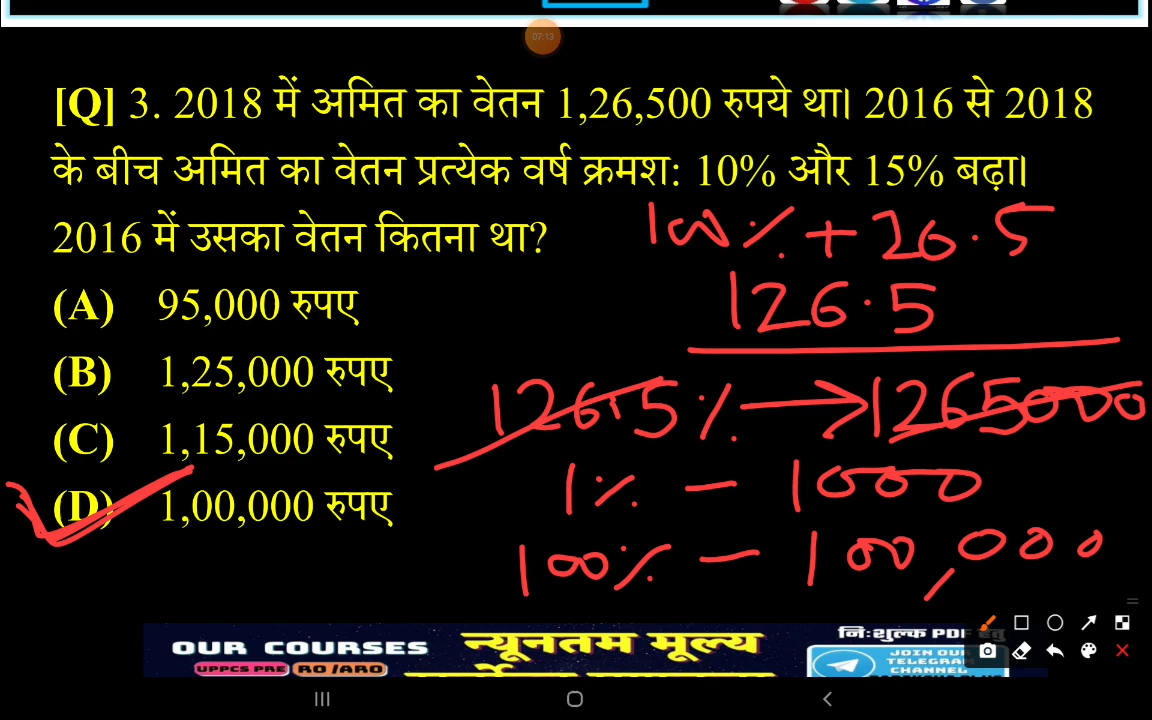 07:13
[Q] 3. 2018 में अमित का वेतन 1,26,500 रुपये था। 2016 से 2018
के बीच अमित का वेतन प्रत्येक वर्ष क्रमश: 10% और 15% बढ़ा।
2016 में उसका वेतन कितना था?
100% + 26.5
126.5
(A) 95,000 रुपए
(B) 1,25,000 रुपए
126.5% → 1265000
(C) 1,15,000 रुपए
1% - 1000
(D) 1,00,000 रुपए
100% - 100,000
OUR COURSES
UPPCS PRE RO/ARO
न्यूनतम मूल्य
नि:शुल्क PDF हेतु
JOIN OUR
TELEGRAM
CHANNEL